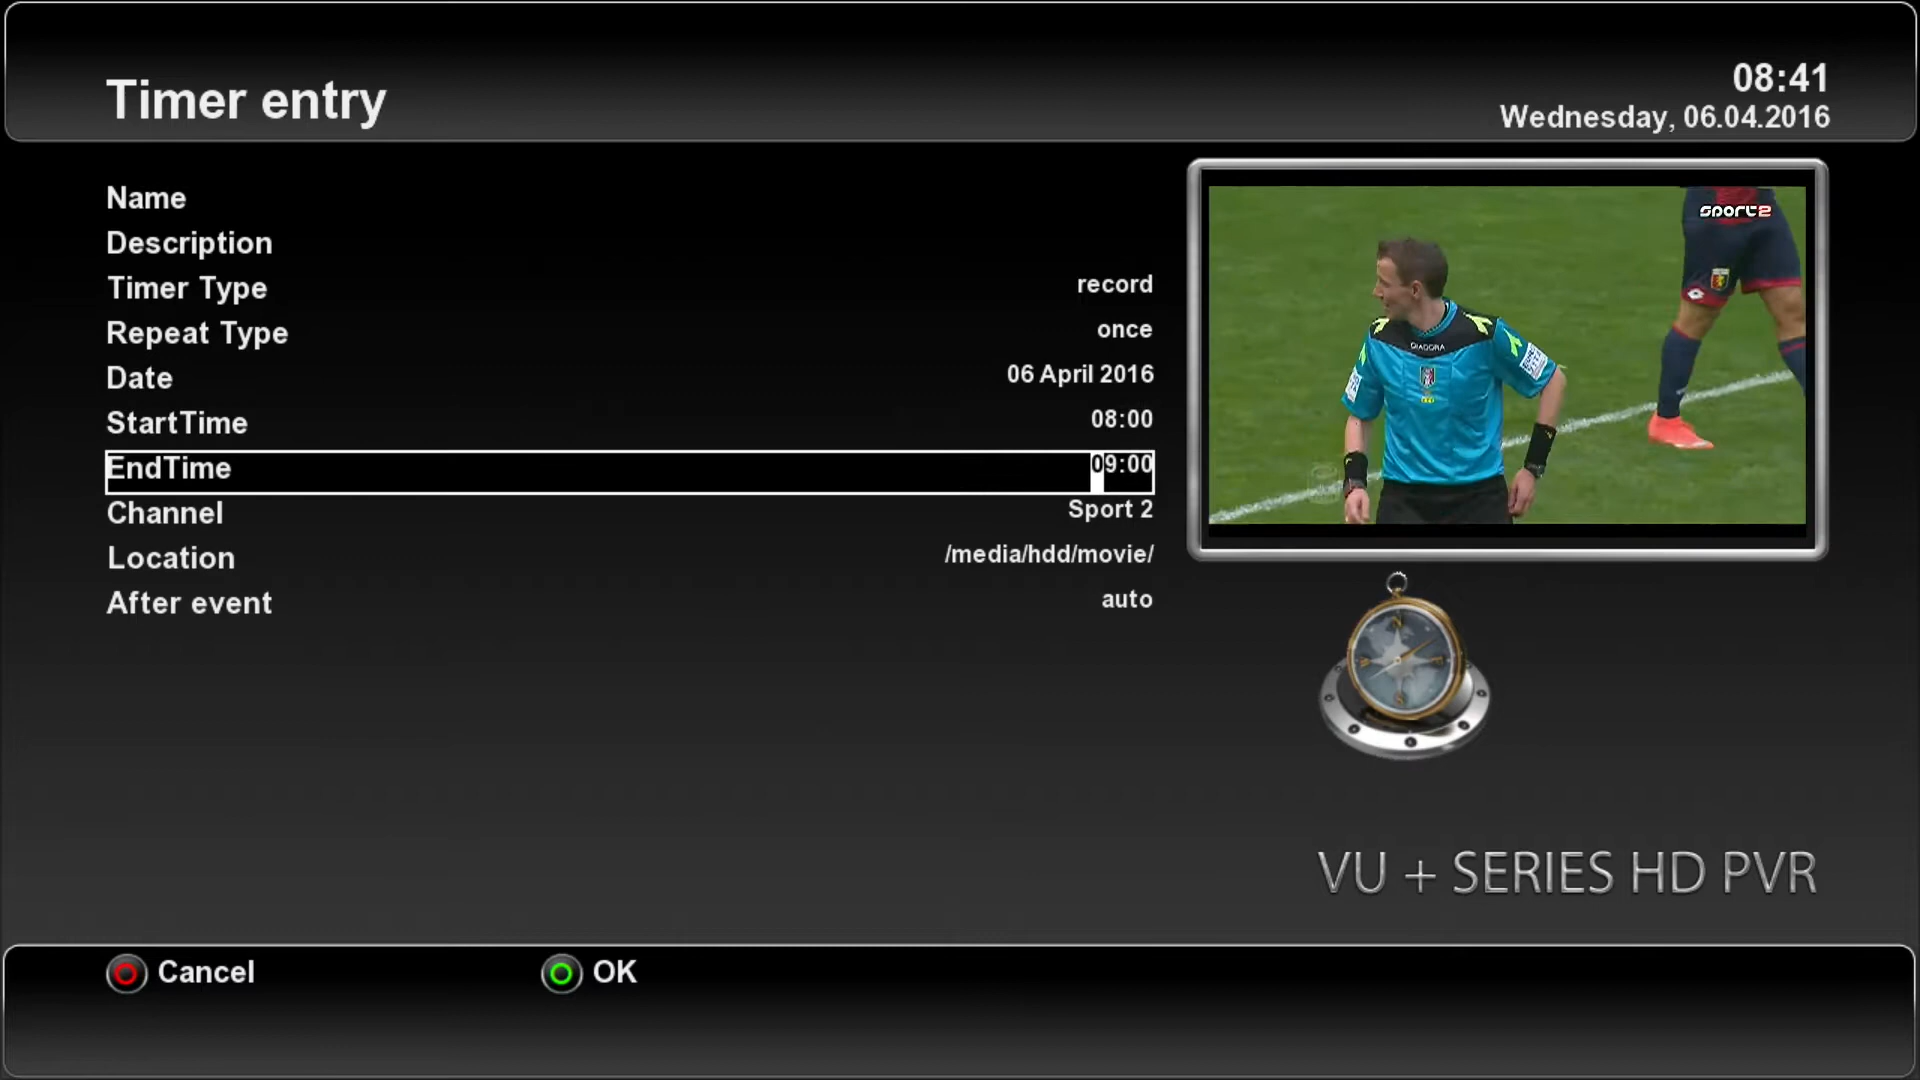 Timer entry
08:41
Wednesday, 06.04.2016
Name
Description
Timer Type record
Repeat Type once
Date 06 April 2016
StartTime 08:00
EndTime 09:00
Channel Sport 2
Location /media/hdd/movie/
After event auto
sport2
DIAGORA
VU + SERIES HD PVR
Cancel
OK